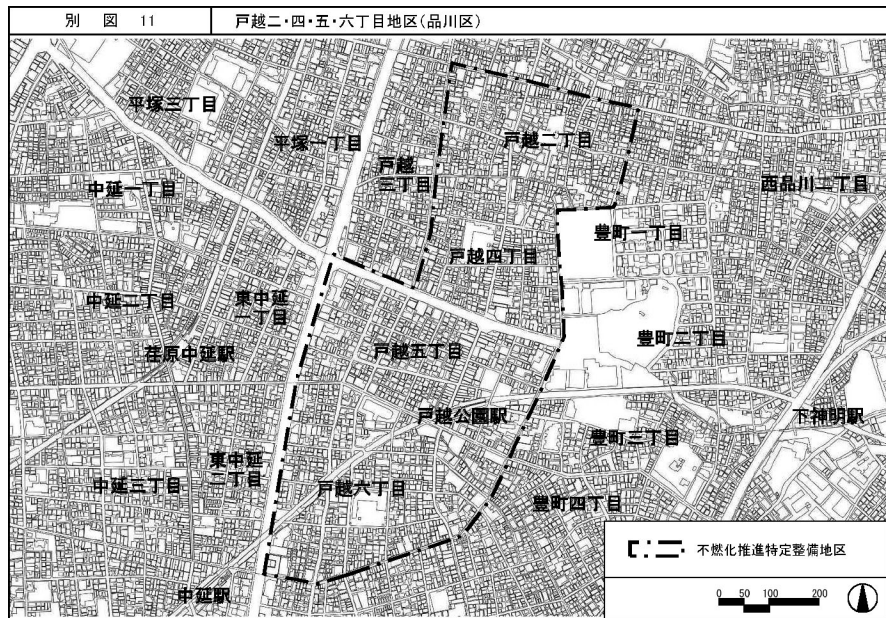 別図 11
戸越二・四・五・六丁目地区(品川区)
平塚三丁目
平塚一丁目
戸越二丁目
戸越
三丁目
中延一丁目
西品川二丁目
豊町一丁目
戸越四丁目
中延二丁目
東中延
一丁目
豊町二丁目
荏原中延駅
戸越五丁目
戸越公園駅
下神明駅
豊町三丁目
東中延
二丁目
中延三丁目
戸越六丁目
豊町四丁目
不燃化推進特定整備地区
中延駅
0 50 100 200